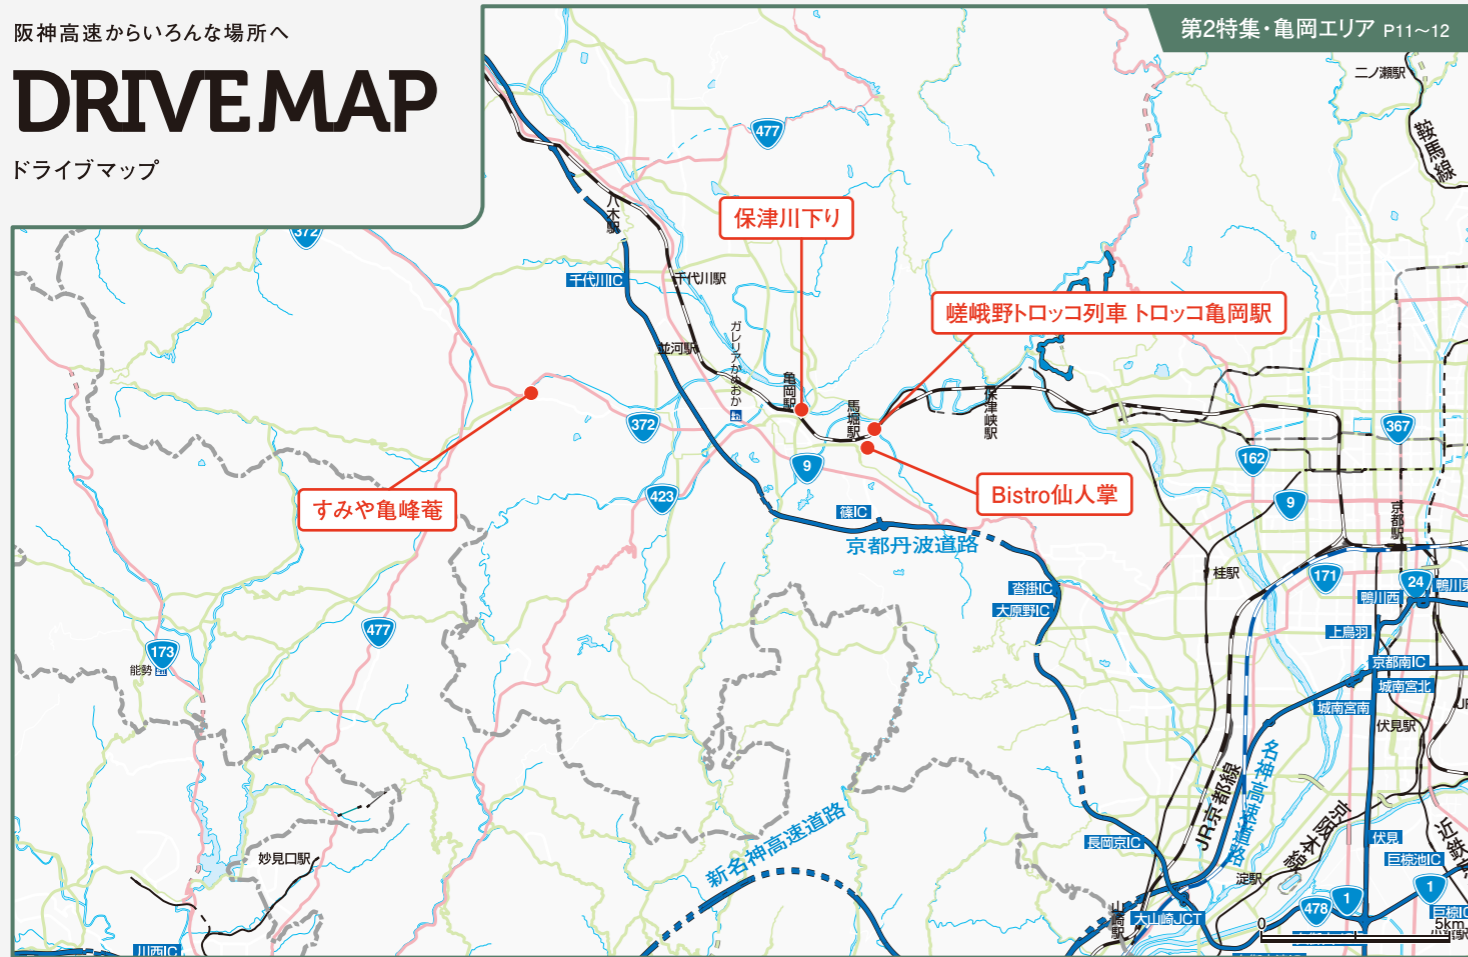 阪神高速からいろんな場所へ
DRIVE MAP
ドライブマップ
第2特集・亀岡エリア P11〜12
二ノ瀬駅
鞍馬線
477
保津川下り
八木駅
372
千代川IC
千代川駅
嵯峨野トロッコ列車 トロッコ亀岡駅
並河駅
ガレリアかめおか
亀岡駅
馬堀駅
保津峡駅
372
367
9
162
423
9
すみや亀峰菴
Bistro仙人掌
篠IC
京都丹波道路
京都駅
桂駅
171
24
沓掛IC
大原野IC
鴨川西
鴨川東
上鳥羽
477
173
能勢
京都南IC
城南宮北
城南宮南
伏見駅
名神高速道路
JR京都線
京阪本線
近鉄
新名神高速道路
長岡京IC
伏見
巨椋池IC
妙見口駅
淀駅
1
1
478
巨椋IC
山崎駅
大山崎JCT
0
5km
川西IC